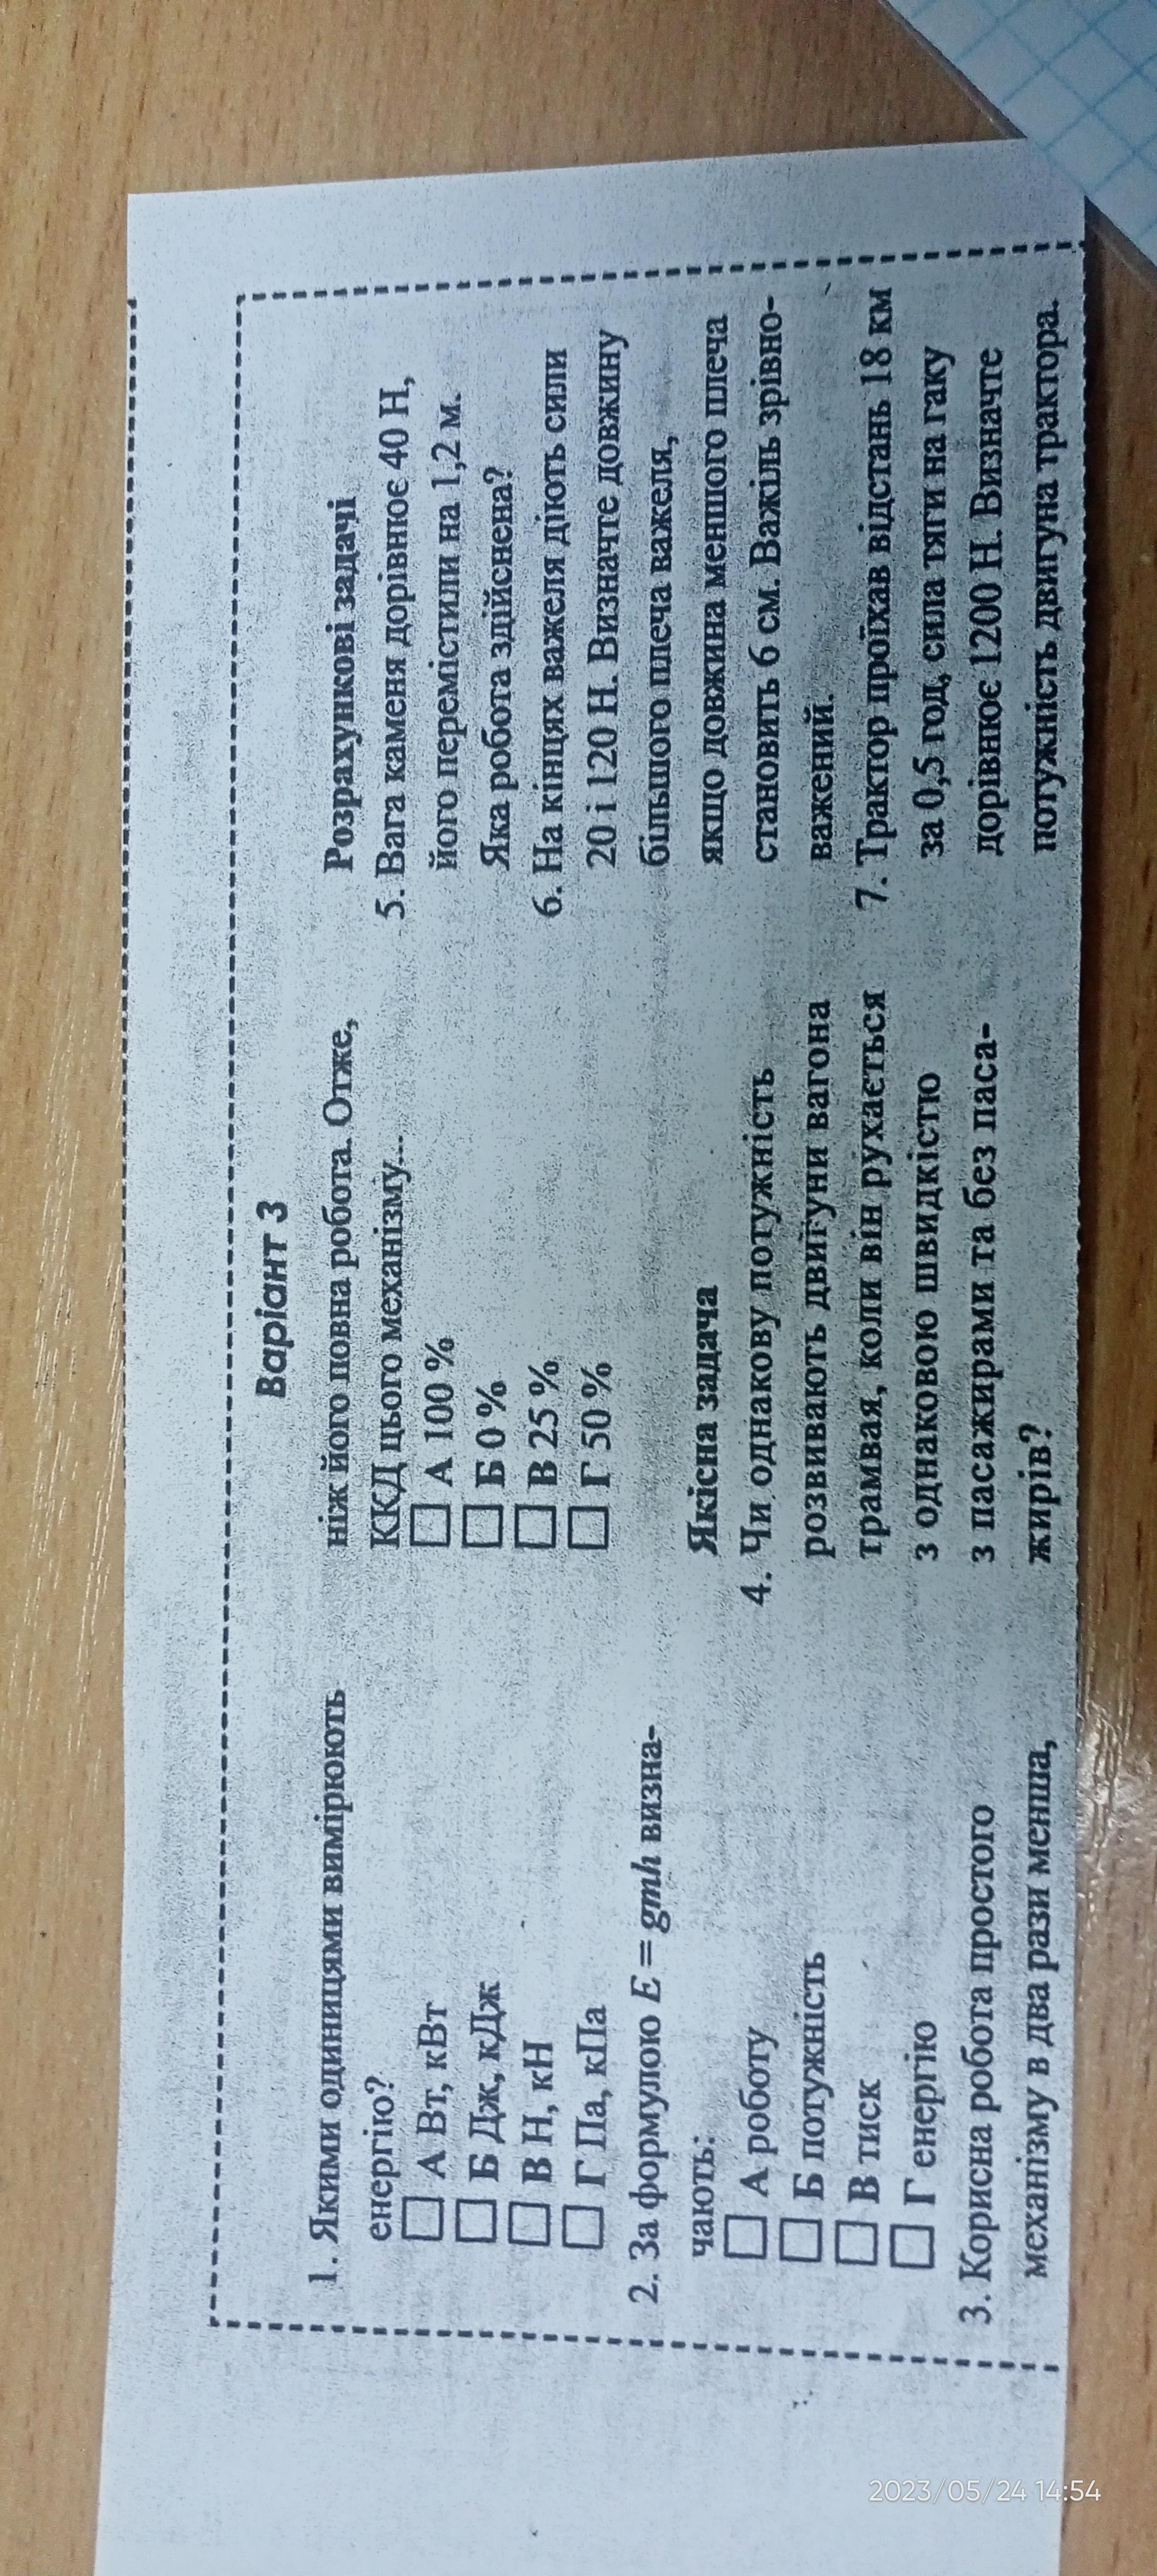 Варіант 3
1. Якими одиницями вимірюють
енергію?
А Вт, кВт
Б Дж, кДж
В Н, кН
Г Па, кПа
2. За формулою E = gmh визна-
чають:
А роботу
Б потужність
В тиск
Г енергію
3. Корисна робота простого
механізму в два рази менша,
ніж його повна робота. Отже,
ККД цього механізму...
А 100 %
Б 0 %
В 25 %
Г 50 %
Якісна задача
4. Чи однакову потужність
розвивають двигуни вагона
трамвая, коли він рухається
з однаковою швидкістю
з пасажирами та без паса-
жирів?
Розрахункові задачі
5. Вага каменя дорівнює 40 Н,
його перемістили на 1,2 м.
Яка робота здійснена?
6. На кінцях важеля діють сили
20 і 120 Н. Визначте довжину
більшого плеча важеля,
якщо довжина меншого плеча
становить 6 см. Важіль зрівно-
важений.
7. Трактор проїхав відстань 18 км
за 0,5 год, сила тяги на гаку
дорівнює 1200 Н. Визначте
потужність двигуна трактора.
2023/05/24 14:54